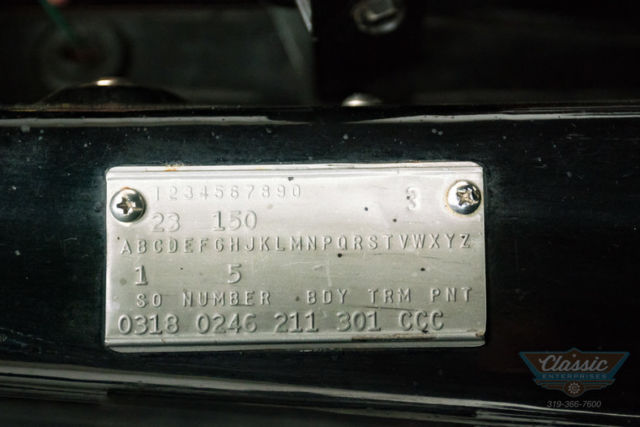 1234567890 3
23 150
ABCDEFGHJKLMNPQRSTVWXYZ
1 5
SO NUMBER BDY TRM PNT
0318 0246 211 301 CCC
Classic
ENTERPRISES
319-366-7600